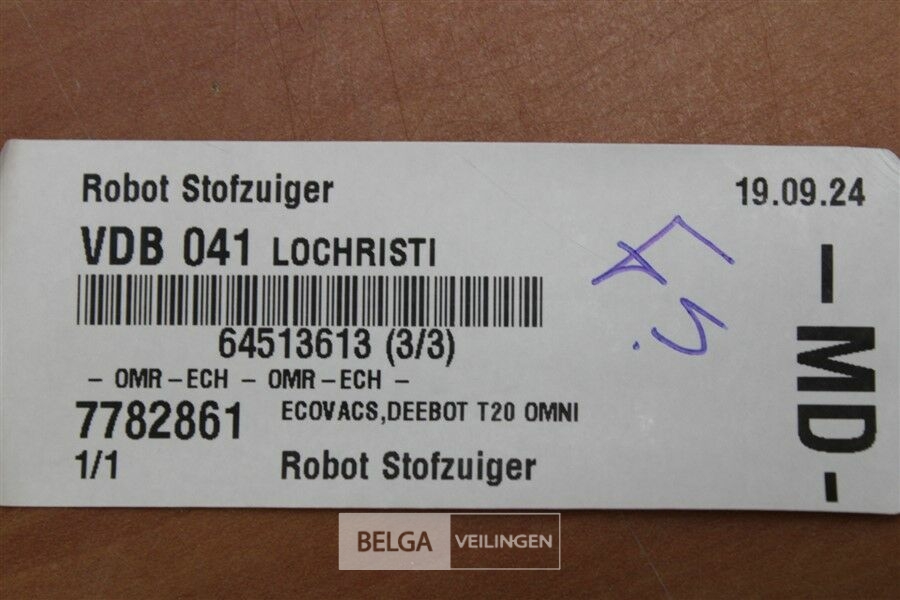 Robot Stofzuiger 19.09.24
VDB 041 LOCHRISTI
64513613 (3/3)
- OMR - ECH - OMR - ECH -
7782861 ECOVACS,DEEBOT T20 OMNI
1/1 Robot Stofzuiger
- MD -
BELGA VEILINGEN